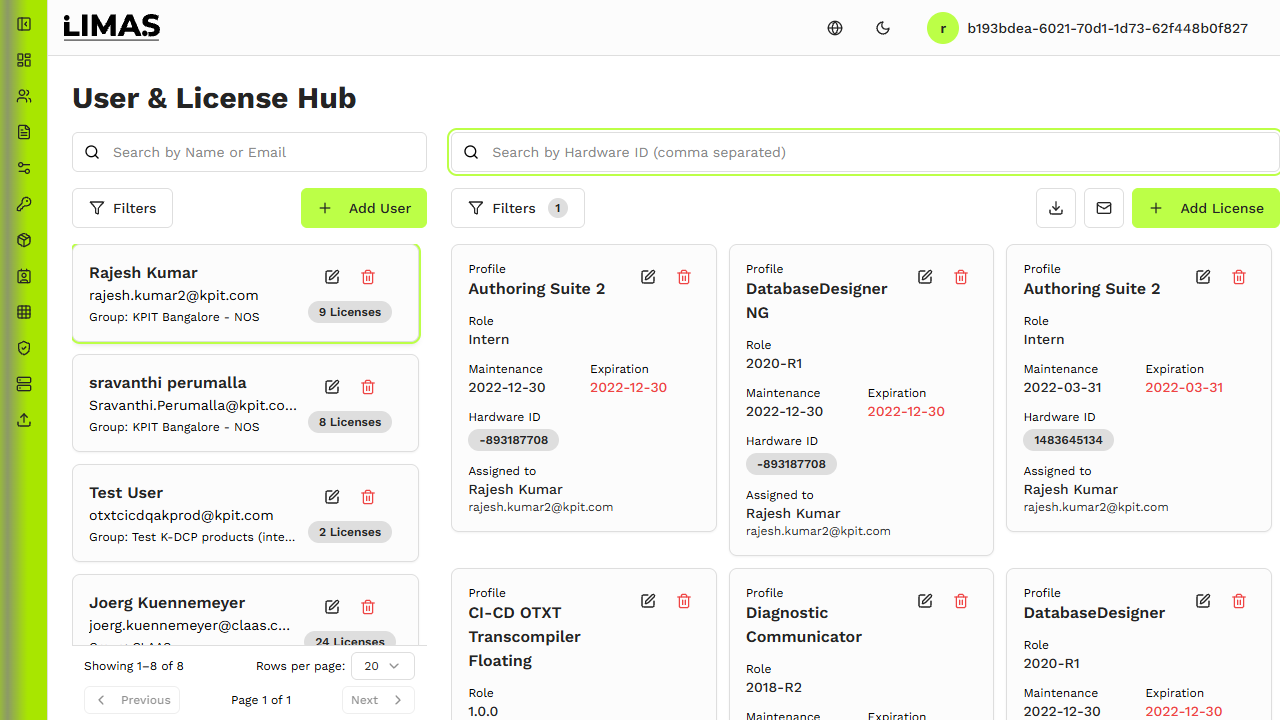 LIMAS
r
b193bdea-6021-70d1-1d73-62f448b0f827
User & License Hub
Search by Name or Email
Search by Hardware ID (comma separated)
Filters
Add User
Filters
1
Add License
Rajesh Kumar
rajesh.kumar2@kpit.com
Group: KPIT Bangalore - NOS
9 Licenses
sravanthi perumalla
Sravanthi.Perumalla@kpit.co...
Group: KPIT Bangalore - NOS
8 Licenses
Test User
otxtcicdqakprod@kpit.com
Group: Test K-DCP products (inte...
2 Licenses
Joerg Kuennemeyer
joerg.kuennemeyer@claas.c...
24 Licenses
Showing 1–8 of 8
Rows per page:
20
Previous
Page 1 of 1
Next
Profile
Authoring Suite 2
Role
Intern
Maintenance
2022-12-30
Expiration
2022-12-30
Hardware ID
-893187708
Assigned to
Rajesh Kumar
rajesh.kumar2@kpit.com
Profile
DatabaseDesigner
NG
Role
2020-R1
Maintenance
2022-12-30
Expiration
2022-12-30
Hardware ID
-893187708
Assigned to
Rajesh Kumar
rajesh.kumar2@kpit.com
Profile
Authoring Suite 2
Role
Intern
Maintenance
2022-03-31
Expiration
2022-03-31
Hardware ID
1483645134
Assigned to
Rajesh Kumar
rajesh.kumar2@kpit.com
Profile
CI-CD OTXT
Transcompiler
Floating
Role
1.0.0
Profile
Diagnostic
Communicator
Role
2018-R2
Maintenance
Expiration
Profile
DatabaseDesigner
Role
2020-R1
Maintenance
2022-12-30
Expiration
2022-12-30